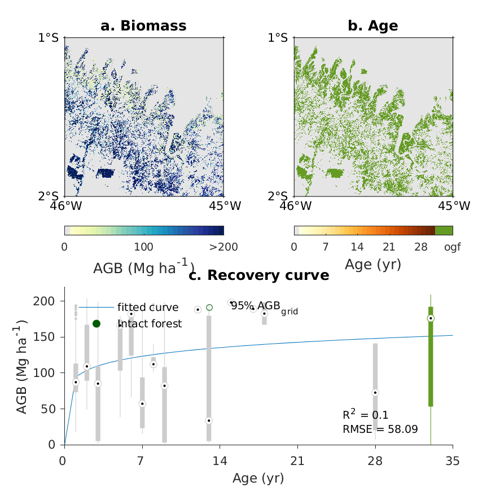 a. Biomass
b. Age
1°S
1°S
2°S
2°S
46°W
45°W
46°W
45°W
0
100
>200
0
7
14
21
28
ogf
AGB (Mg ha-1)
Age (yr)
c. Recovery curve
200
150
100
50
0
AGB (Mg ha-1)
fitted curve
intact forest
95% AGBgrid
R2 = 0.1
RMSE = 58.09
0
7
14
21
28
35
Age (yr)